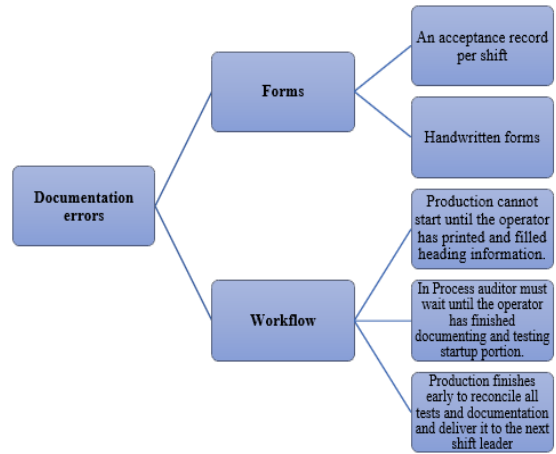 Documentation
errors
Forms
An acceptance record
per shift
Handwritten forms
Workflow
Production cannot
start until the operator
has printed and filled
heading information.
In Process auditor must
wait until the operator
has finished
documenting and testing
startup portion.
Production finishes
early to reconcile all
tests and documentation
and deliver it to the next
shift leader